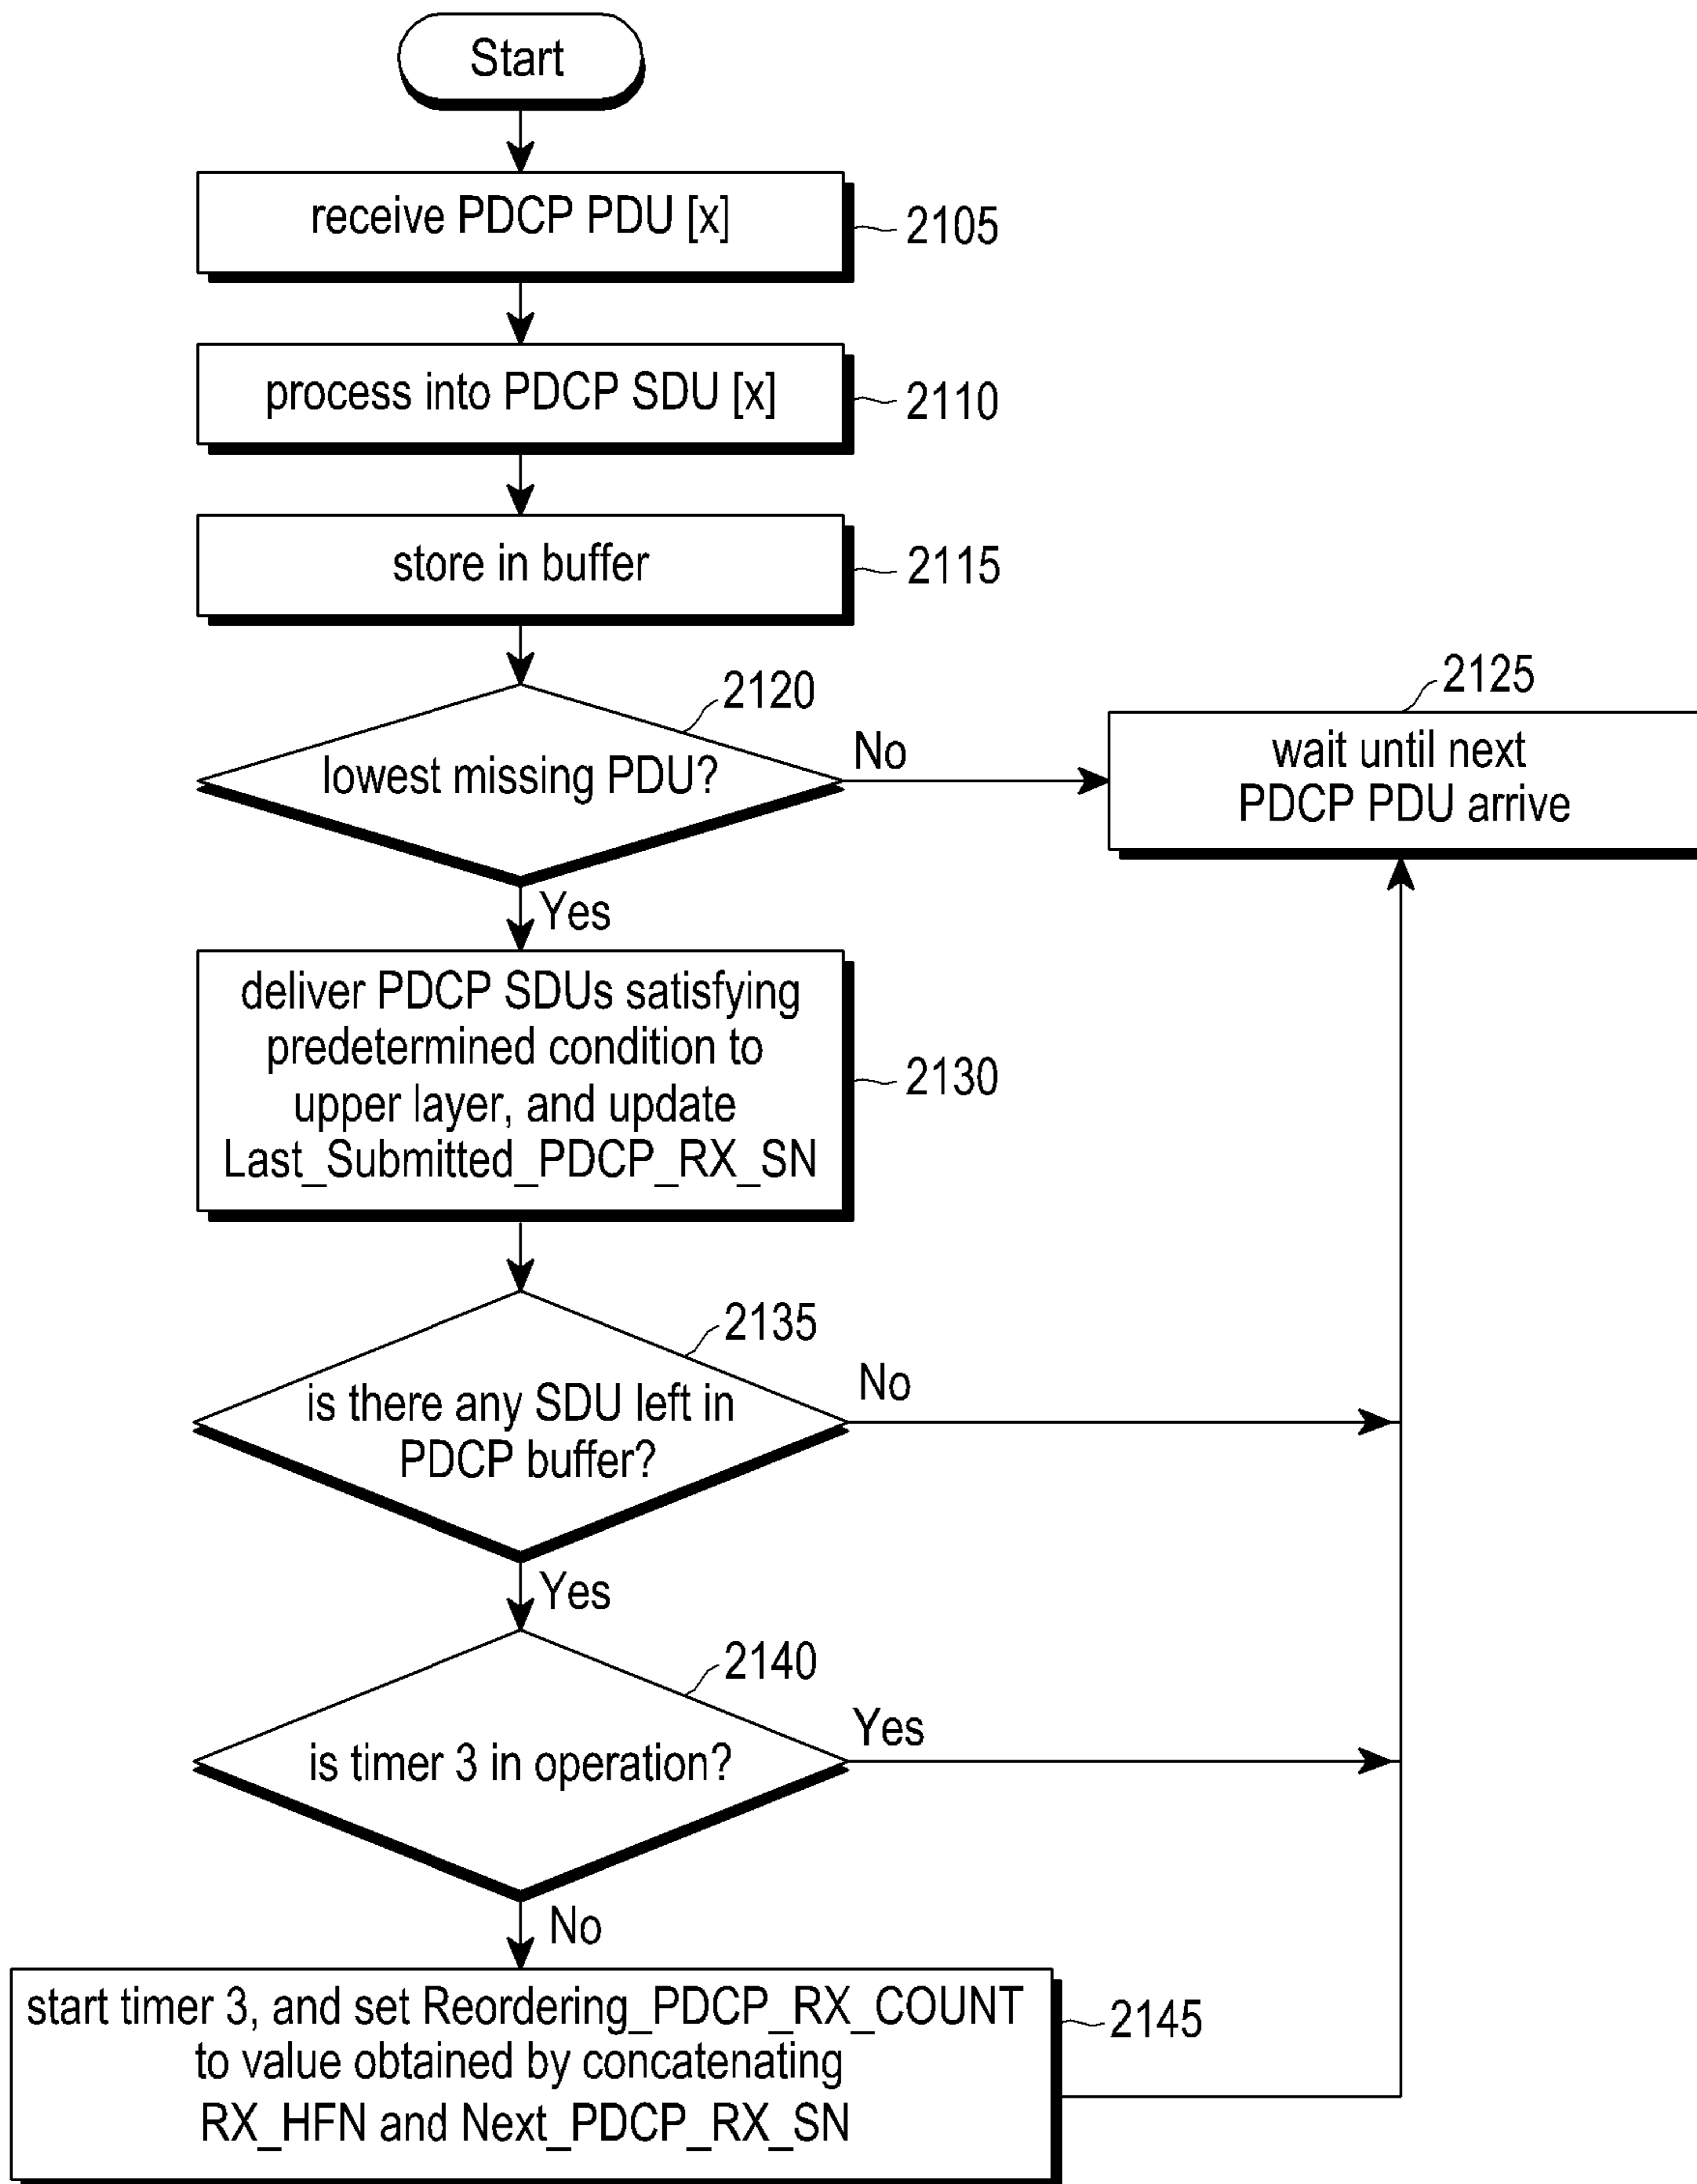 Start
receive PDCP PDU [x]
2105
process into PDCP SDU [x]
2110
store in buffer
2115
2120
lowest missing PDU?
No
2125
wait until next
PDCP PDU arrive
Yes
deliver PDCP SDUs satisfying
predetermined condition to
upper layer, and update
Last_Submitted_PDCP_RX_SN
2130
2135
is there any SDU left in
PDCP buffer?
No
Yes
2140
is timer 3 in operation?
Yes
No
start timer 3, and set Reordering_PDCP_RX_COUNT
to value obtained by concatenating
RX_HFN and Next_PDCP_RX_SN
2145